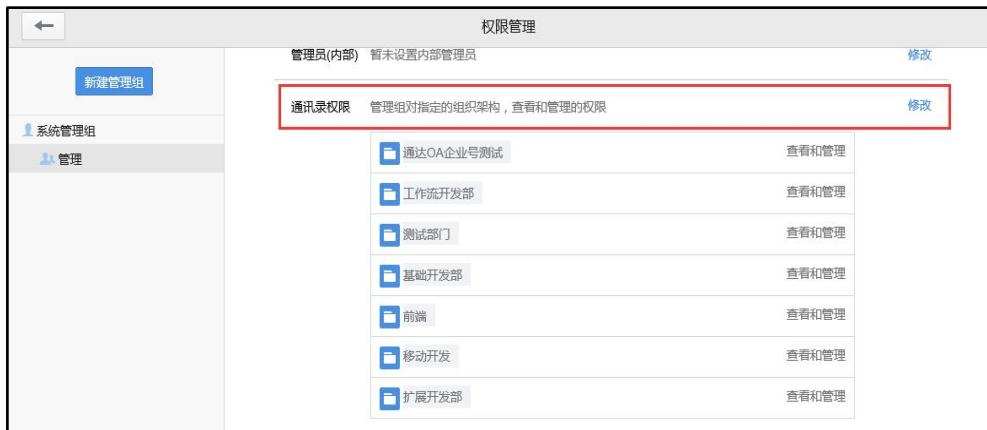 权限管理
新建管理组
系统管理组
管理
管理员(内部) 暂未设置内部管理员 修改
通讯录权限 管理组对指定的组织架构，查看和管理的权限 修改
通达OA企业号测试 查看和管理
工作流开发部 查看和管理
测试部门 查看和管理
基础开发部 查看和管理
前端 查看和管理
移动开发 查看和管理
扩展开发部 查看和管理